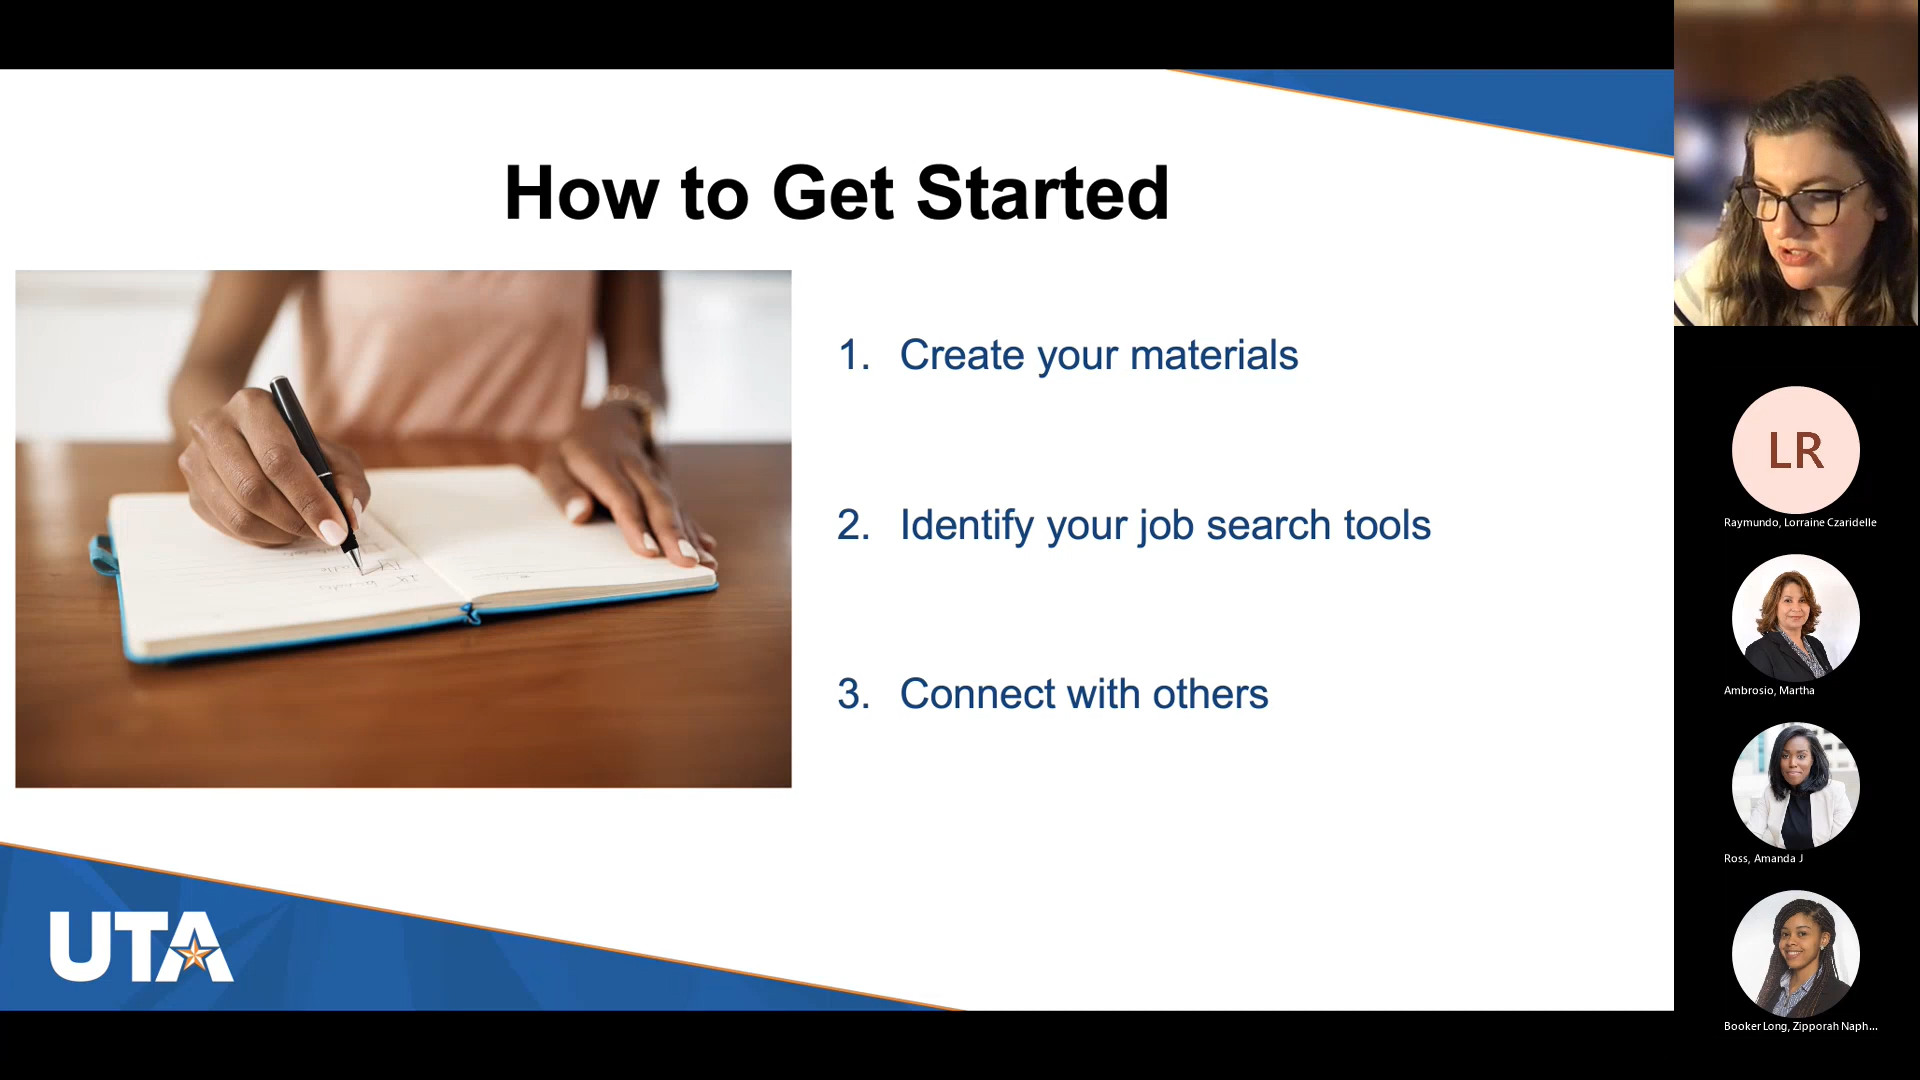 How to Get Started
1. Create your materials
2. Identify your job search tools
3. Connect with others
UTA
LR
Raymundo, Lorraine Czaridelle
Ambrosio, Martha
Ross, Amanda J
Booker Long, Zipporah Naph...